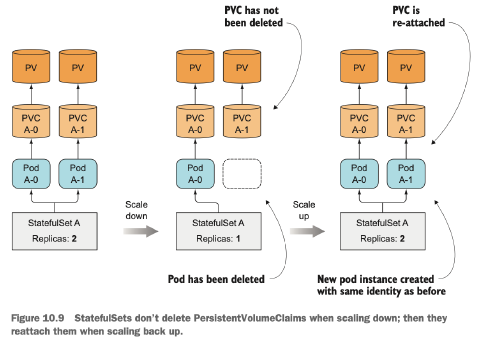 PVC has not
been deleted
PVC is
re-attached
PV
PV
PV
PV
PV
PV
PVC
A-0
PVC
A-1
PVC
A-0
PVC
A-1
PVC
A-0
PVC
A-1
Pod
A-0
Pod
A-1
Pod
A-0
Pod
A-0
Pod
A-1
StatefulSet A
Replicas: 2
Scale
down
StatefulSet A
Replicas: 1
Scale
up
StatefulSet A
Replicas: 2
Pod has been deleted
New pod instance created
with same identity as before
Figure 10.9 StatefulSets don't delete PersistentVolumeClaims when scaling down; then they
reattach them when scaling back up.